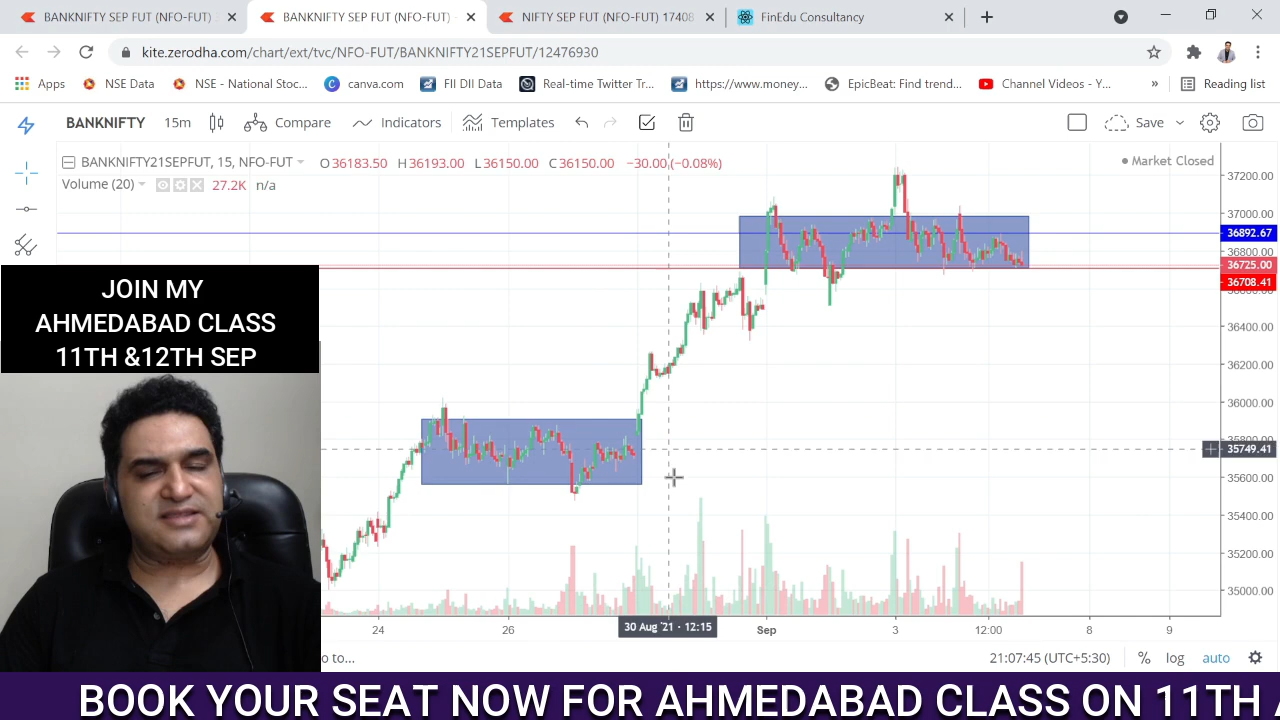 BANKNIFTY SEP FUT (NFO-FUT)
BANKNIFTY SEP FUT (NFO-FUT)
NIFTY SEP FUT (NFO-FUT) 17408
FinEdu Consultancy
kite.zerodha.com/chart/ext/tvc/NFO-FUT/BANKNIFTY21SEPFUT/12476930
Apps
NSE Data
NSE - National Stoc...
canva.com
FII DII Data
Real-time Twitter Tr...
https://www.money...
EpicBeat: Find trend...
Channel Videos - Y...
»
Reading list
BANKNIFTY
15m
Compare
Indicators
Templates
Save
BANKNIFTY21SEPFUT, 15, NFO-FUT
O36183.50 H36193.00 L36150.00 C36150.00 −30.00 (−0.08%)
Market Closed
Volume (20)
27.2K n/a
37200.00
37000.00
36892.67
36800.00
36725.00
36708.41
36400.00
36200.00
36000.00
35749.41
35600.00
35400.00
35200.00
35000.00
JOIN MY
AHMEDABAD CLASS
11TH &12TH SEP
24
26
30 Aug '21 · 12:15
Sep
3
12:00
8
9
o to...
21:07:45 (UTC+5:30)
%
log
auto
BOOK YOUR SEAT NOW FOR AHMEDABAD CLASS ON 11TH